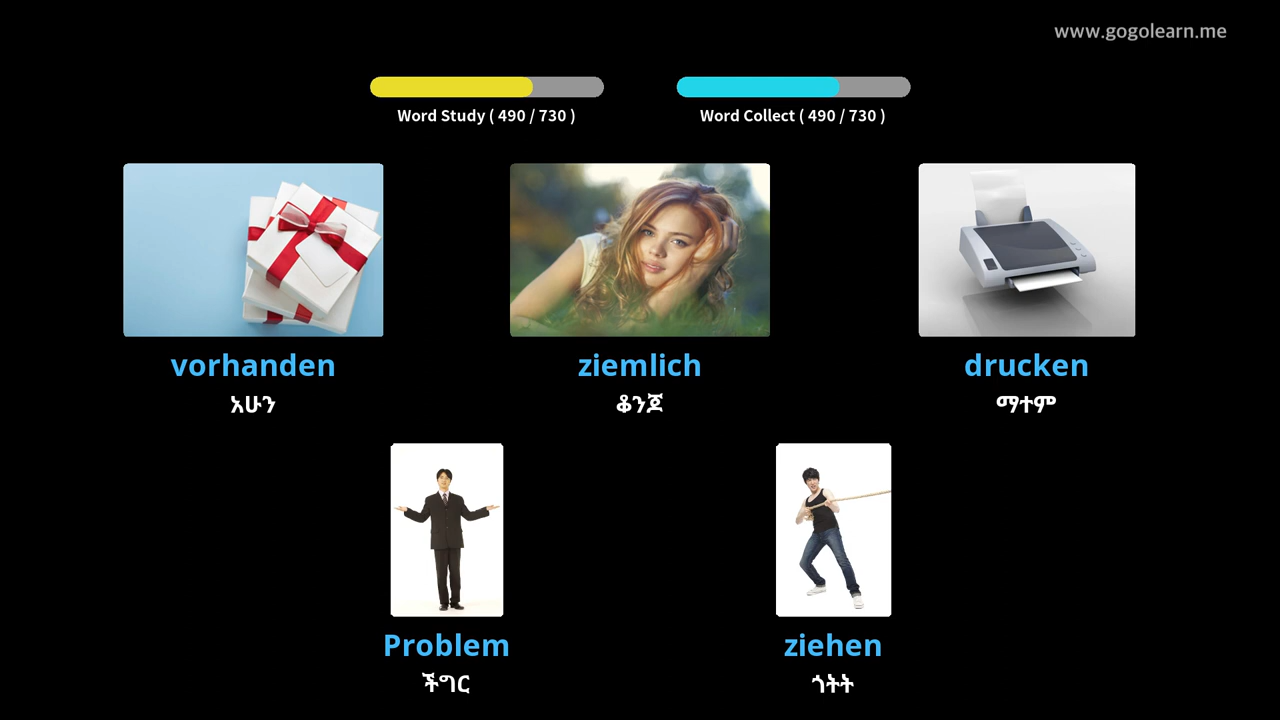 www.gogolearn.me
Word Study ( 490 / 730 )
Word Collect ( 490 / 730 )
vorhanden
አሁን
ziemlich
ቆንጆ
drucken
ማተም
Problem
ችግር
ziehen
ጎትት